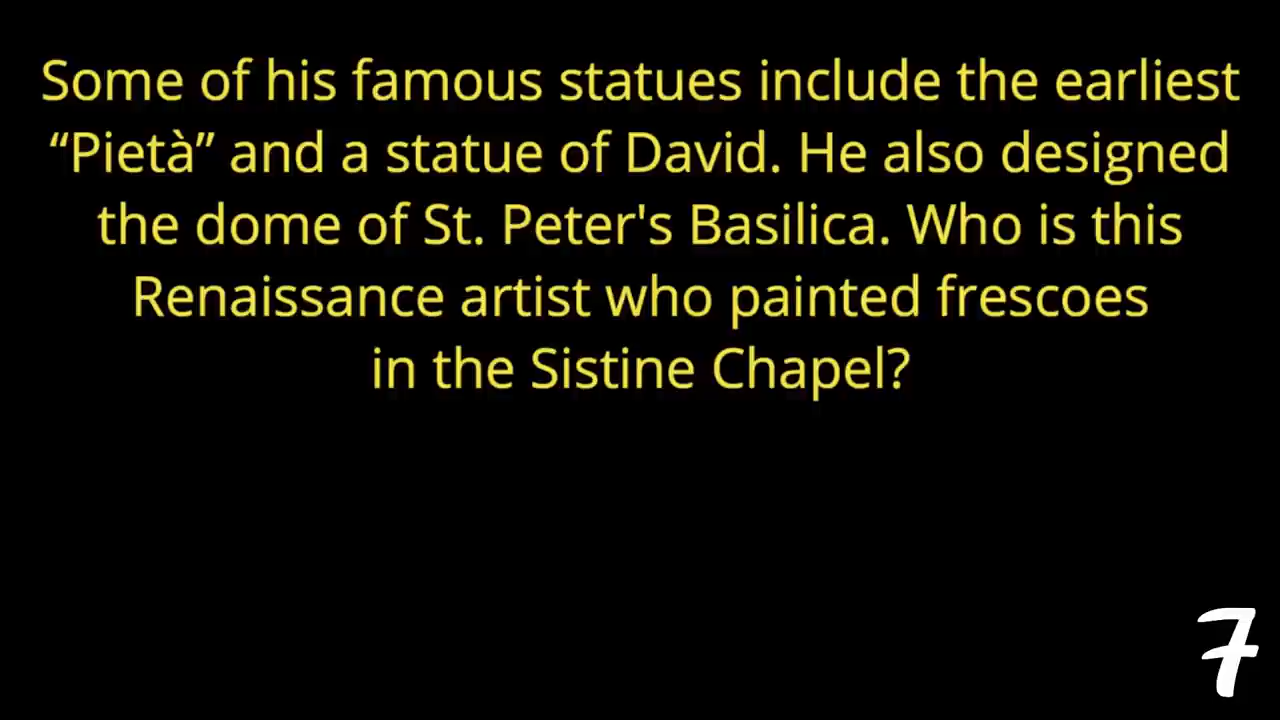 Some of his famous statues include the earliest
“Pietà” and a statue of David. He also designed
the dome of St. Peter's Basilica. Who is this
Renaissance artist who painted frescoes
in the Sistine Chapel?
7